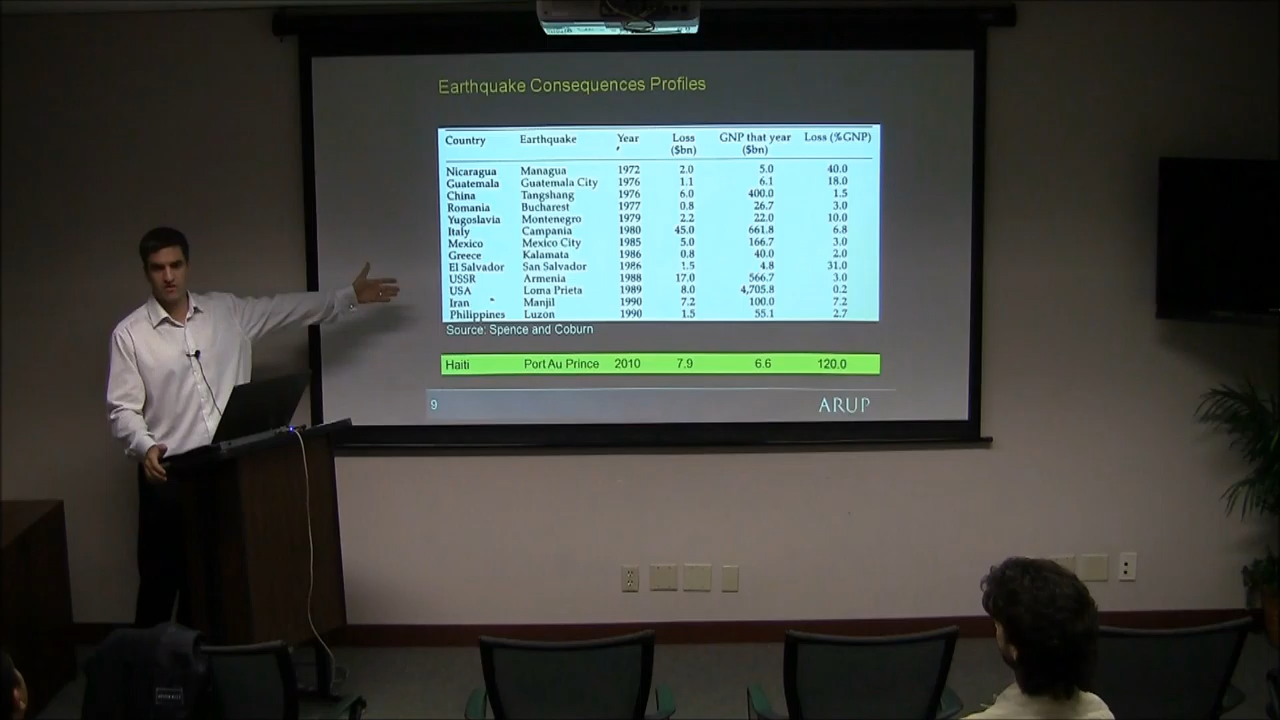 Earthquake Consequences Profiles
Country Earthquake Year Loss ($bn) GNP that year ($bn) Loss (%GNP)
Nicaragua Managua 1972 2.0 5.0 40.0
Guatemala Guatemala City 1976 1.1 6.1 18.0
China Tangshang 1976 6.0 400.0 1.5
Romania Bucharest 1977 0.8 26.7 3.0
Yugoslavia Montenegro 1979 2.2 22.0 10.0
Italy Campania 1980 45.0 661.8 6.8
Mexico Mexico City 1985 5.0 166.7 3.0
Greece Kalamata 1986 0.8 40.0 2.0
El Salvador San Salvador 1986 1.5 4.8 31.0
USSR Armenia 1988 17.0 566.7 3.0
USA Loma Prieta 1989 8.0 4,705.8 0.2
Iran Manjil 1990 7.2 100.0 7.2
Philippines Luzon 1990 1.5 55.1 2.7
Source: Spence and Coburn
Haiti Port Au Prince 2010 7.9 6.6 120.0
9 ARUP